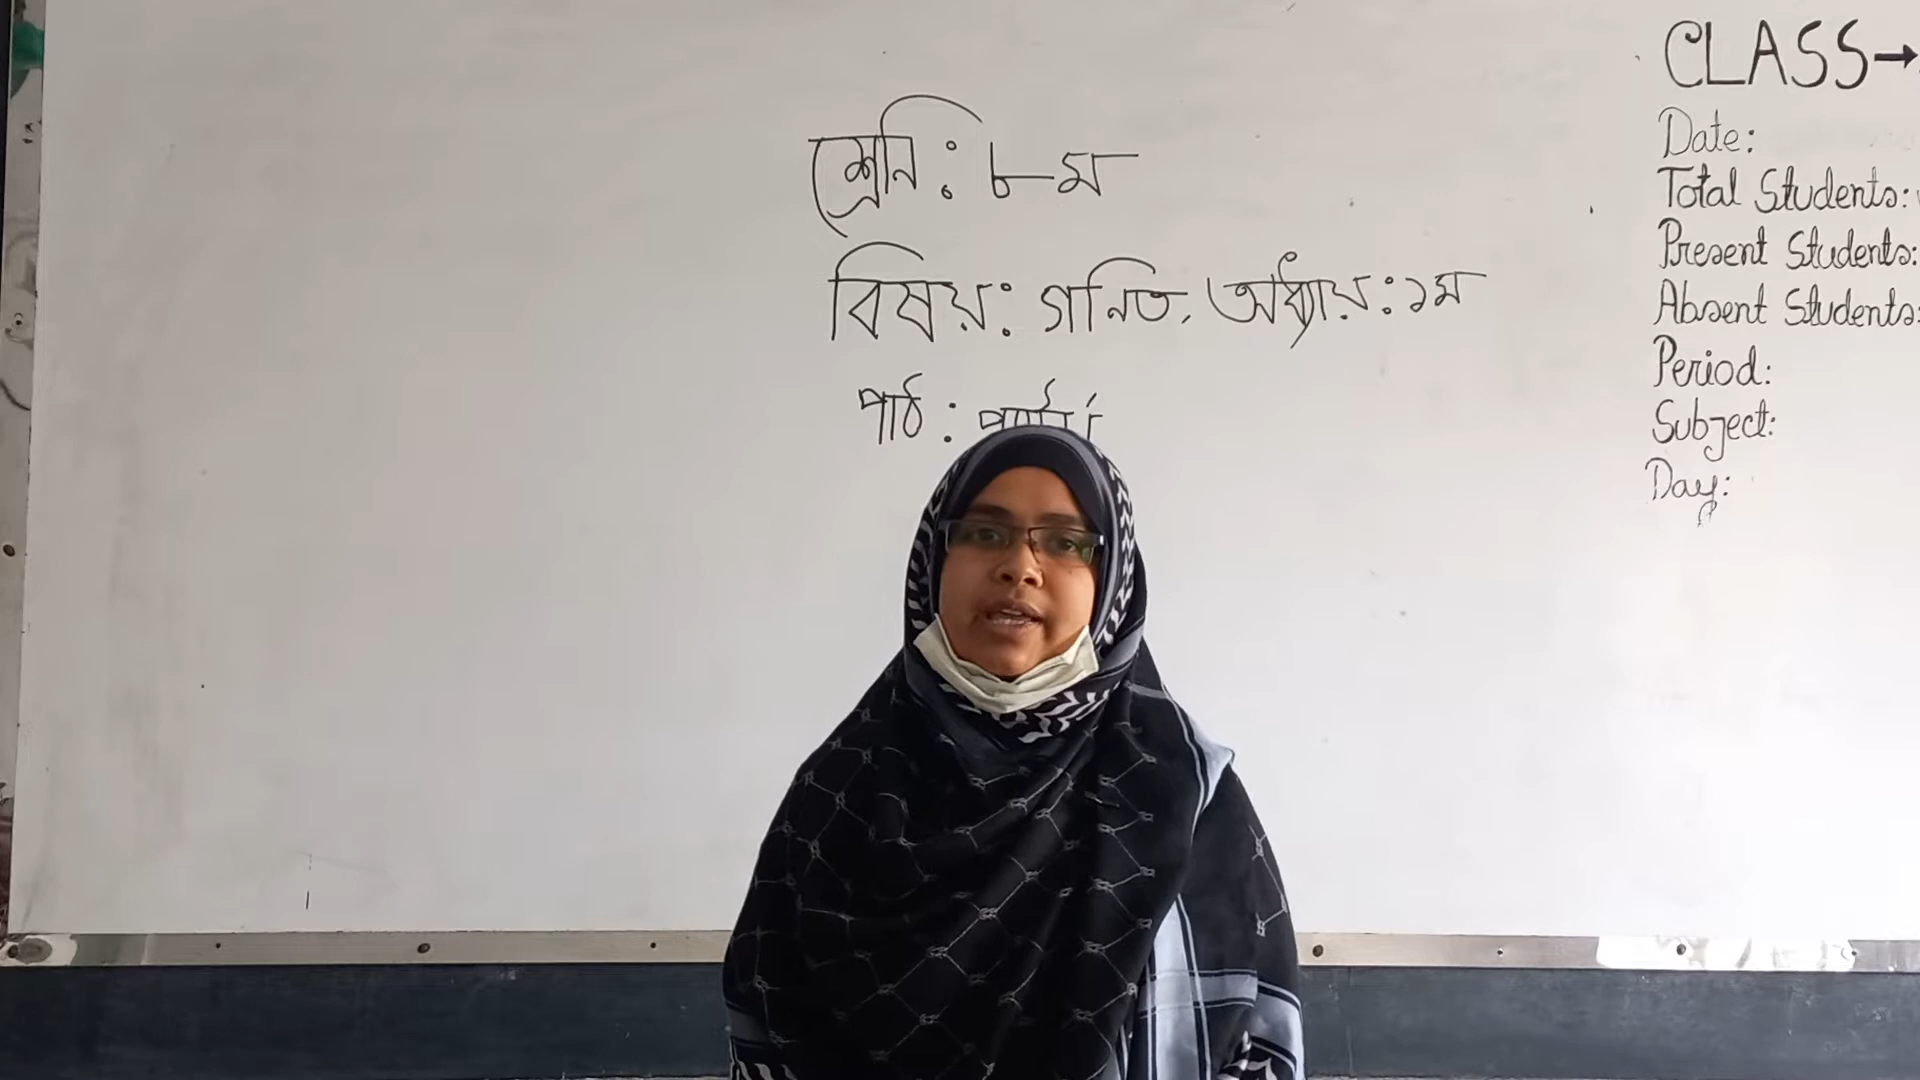 শ্রেনি : ৮ম
বিষয় : গনিত, অধ্যায় : ১ম
পাঠ :
CLASS→
Date:
Total Students:
Present Students:
Absent Students:
Period:
Subject:
Day: